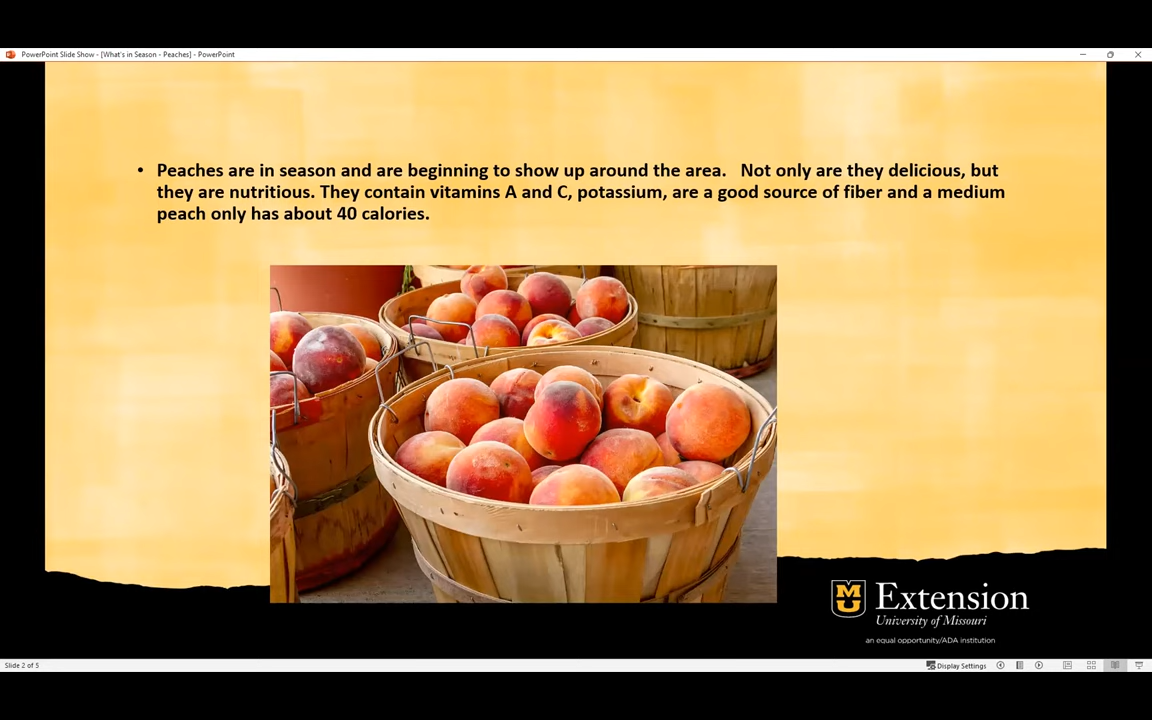 PowerPoint Slide Show - [What's in Season - Peaches] - PowerPoint
• Peaches are in season and are beginning to show up around the area.   Not only are they delicious, but
they are nutritious. They contain vitamins A and C, potassium, are a good source of fiber and a medium
peach only has about 40 calories.
MU
Extension
University of Missouri
an equal opportunity/ADA institution
Slide 2 of 5
Display Settings